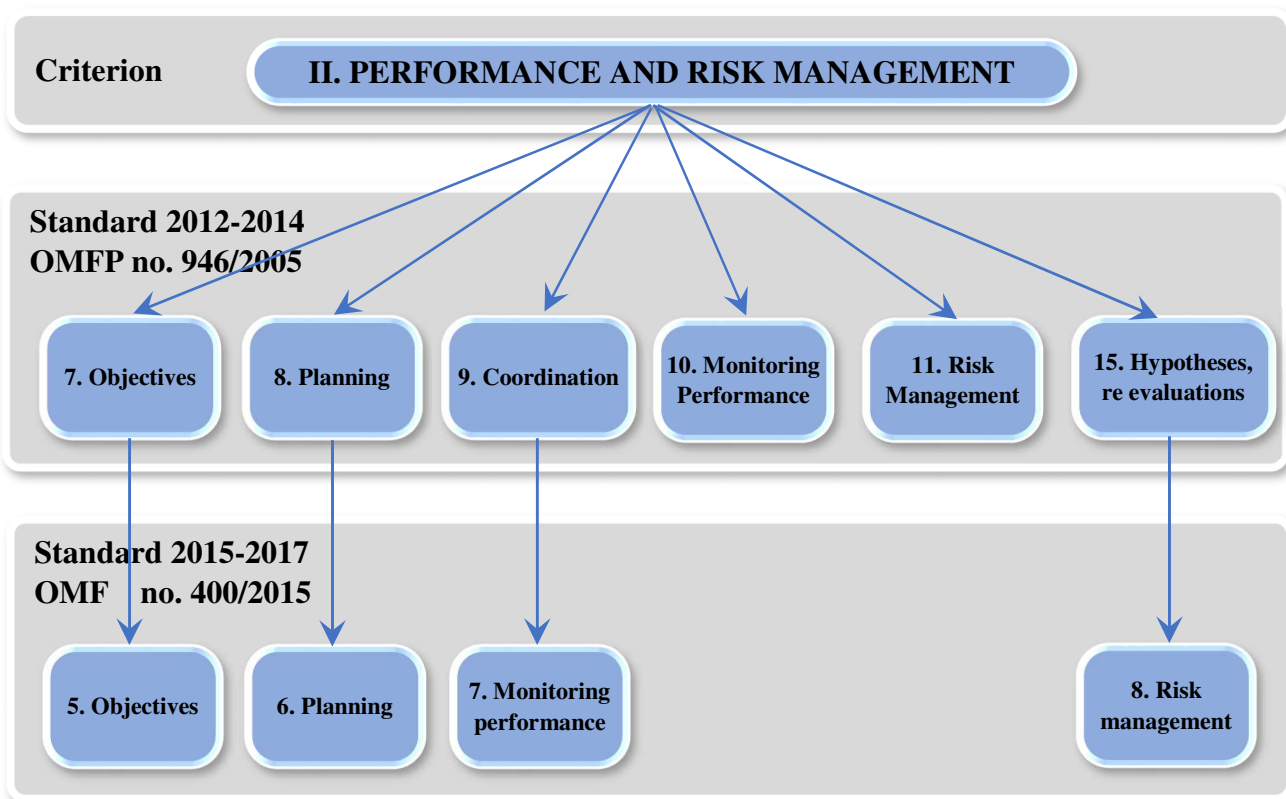 Criterion
II. PERFORMANCE AND RISK MANAGEMENT
Standard 2012-2014
OMFP no. 946/2005
7. Objectives
8. Planning
9. Coordination
10. Monitoring
Performance
11. Risk
Management
15. Hypotheses,
re evaluations
Standard 2015-2017
OMF no. 400/2015
5. Objectives
6. Planning
7. Monitoring
performance
8. Risk
management